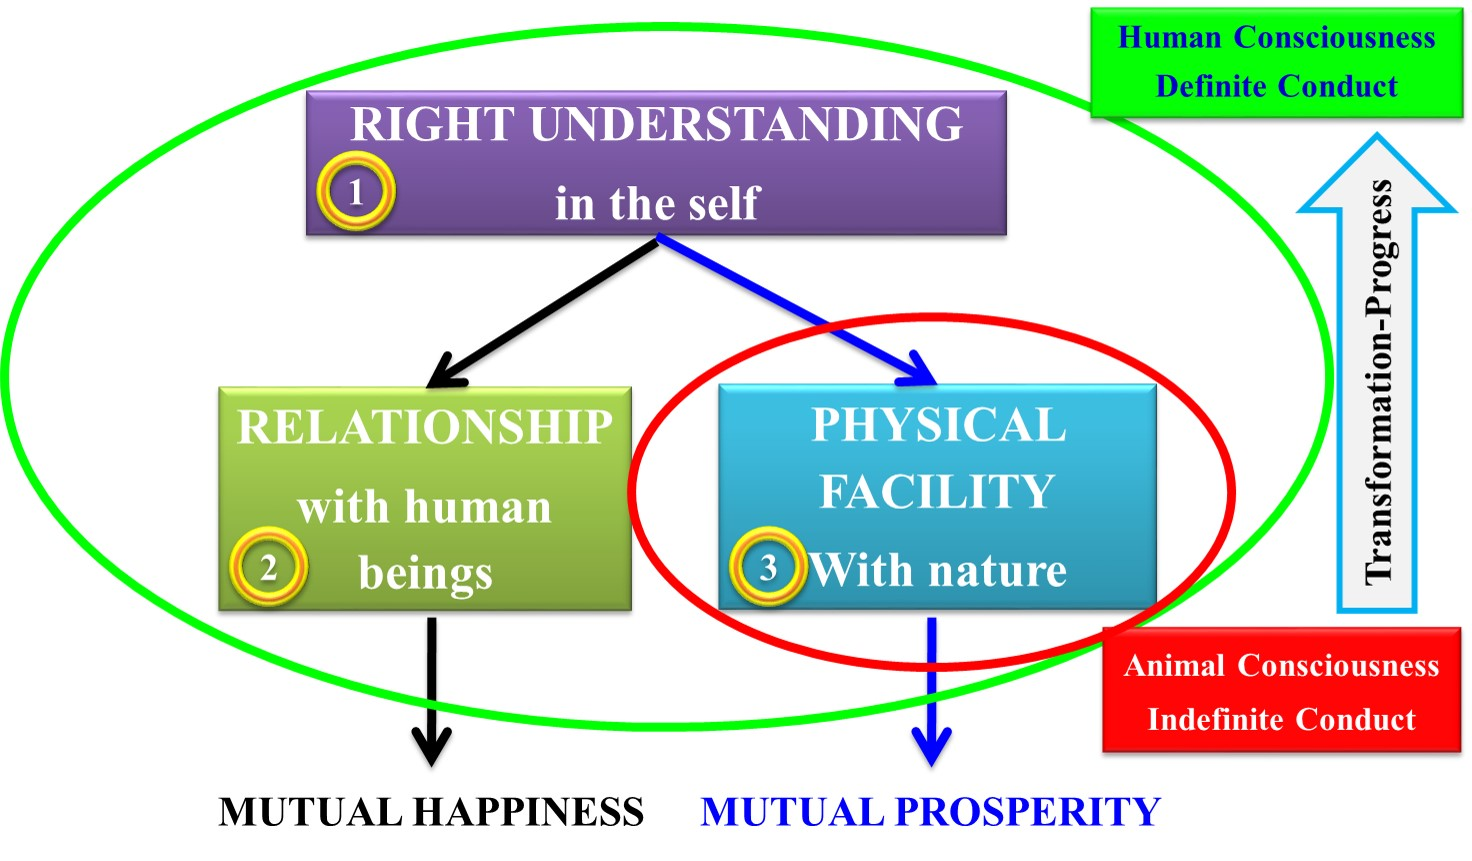 Human Consciousness
Definite Conduct
RIGHT UNDERSTANDING
1
in the self
Transformation-Progress
RELATIONSHIP
with human
2
beings
PHYSICAL
FACILITY
3
With nature
Animal Consciousness
Indefinite Conduct
MUTUAL HAPPINESS
MUTUAL PROSPERITY